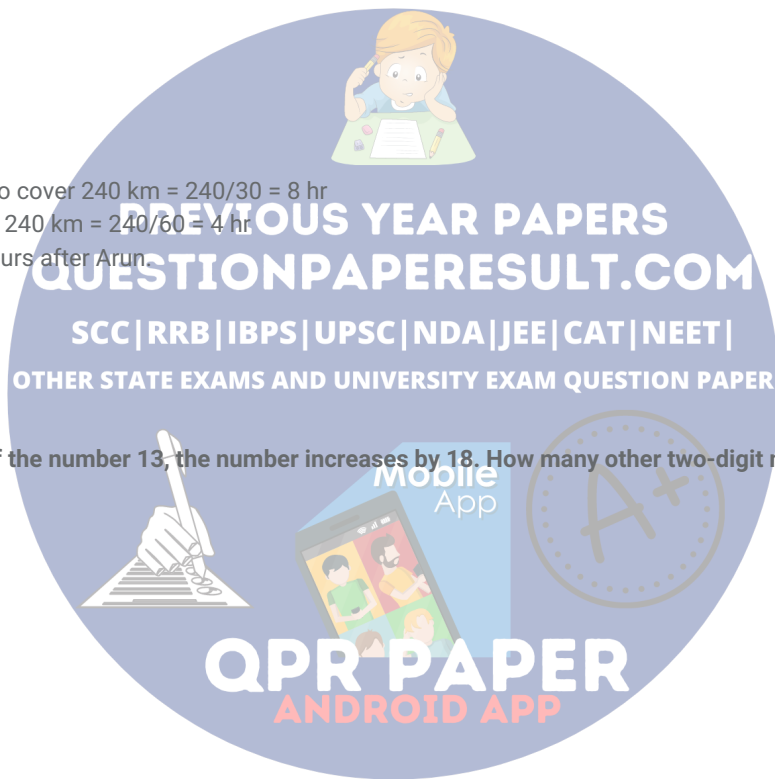 o cover 240 km = 240/30 = 8 hr
240 km = 240/60 = 4 hr
PREVIOUS YEAR PAPERS
urs after Arun.
QUESTIONPAPERESULT.COM
SCC|RRB|IBPS|UPSC|NDA|JEE|CAT|NEET|
OTHER STATE EXAMS AND UNIVERSITY EXAM QUESTION PAPER
the number 13, the number increases by 18. How many other two-digit
Mobile
App
A+
QPR PAPER
ANDROID APP